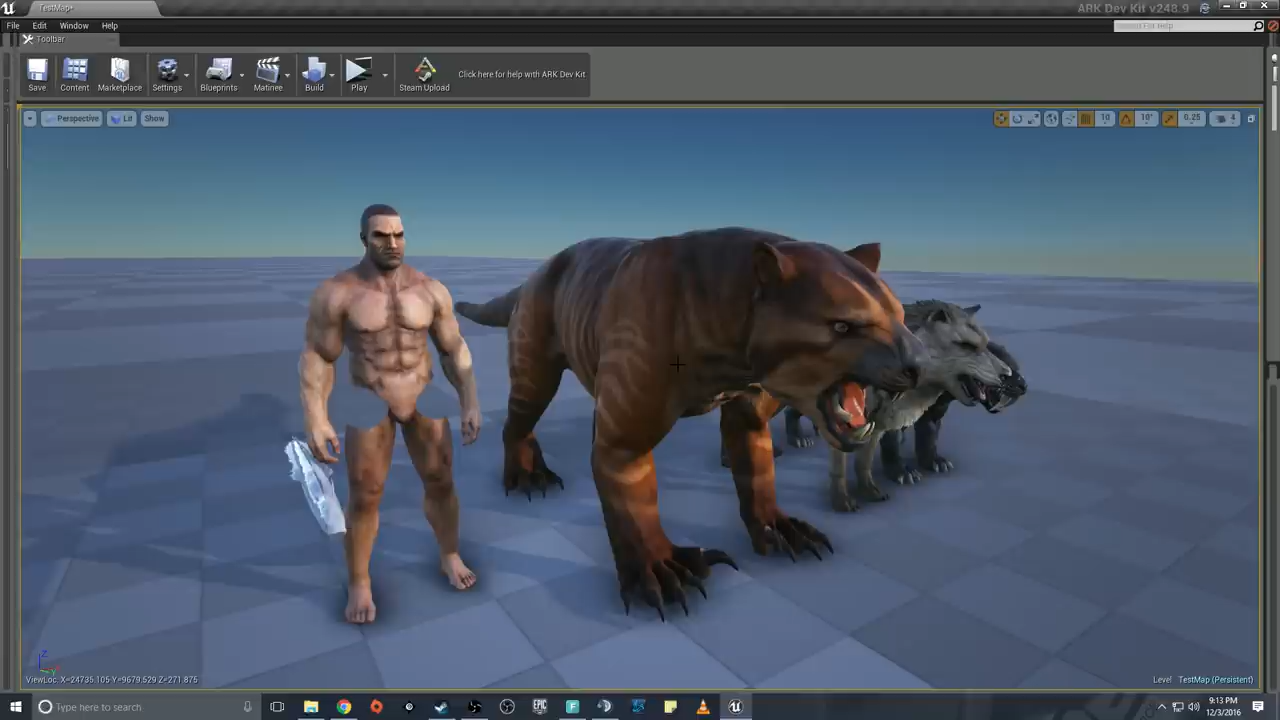 TestMap*
ARK Dev Kit v248.9
File Edit Window Help
Search For Help
Toolbar
Save Content Marketplace Settings Blueprints Matinee Build Play Steam Upload Click here for help with ARK Dev Kit
Perspective Lit Show
10 10° 0.25 4
Z
ViewLoc: X=24735.105 Y=9679.529 Z=271.875
Level TestMap (Persistent)
Type here to search
EPIC
F
9:13 PM
12/3/2016